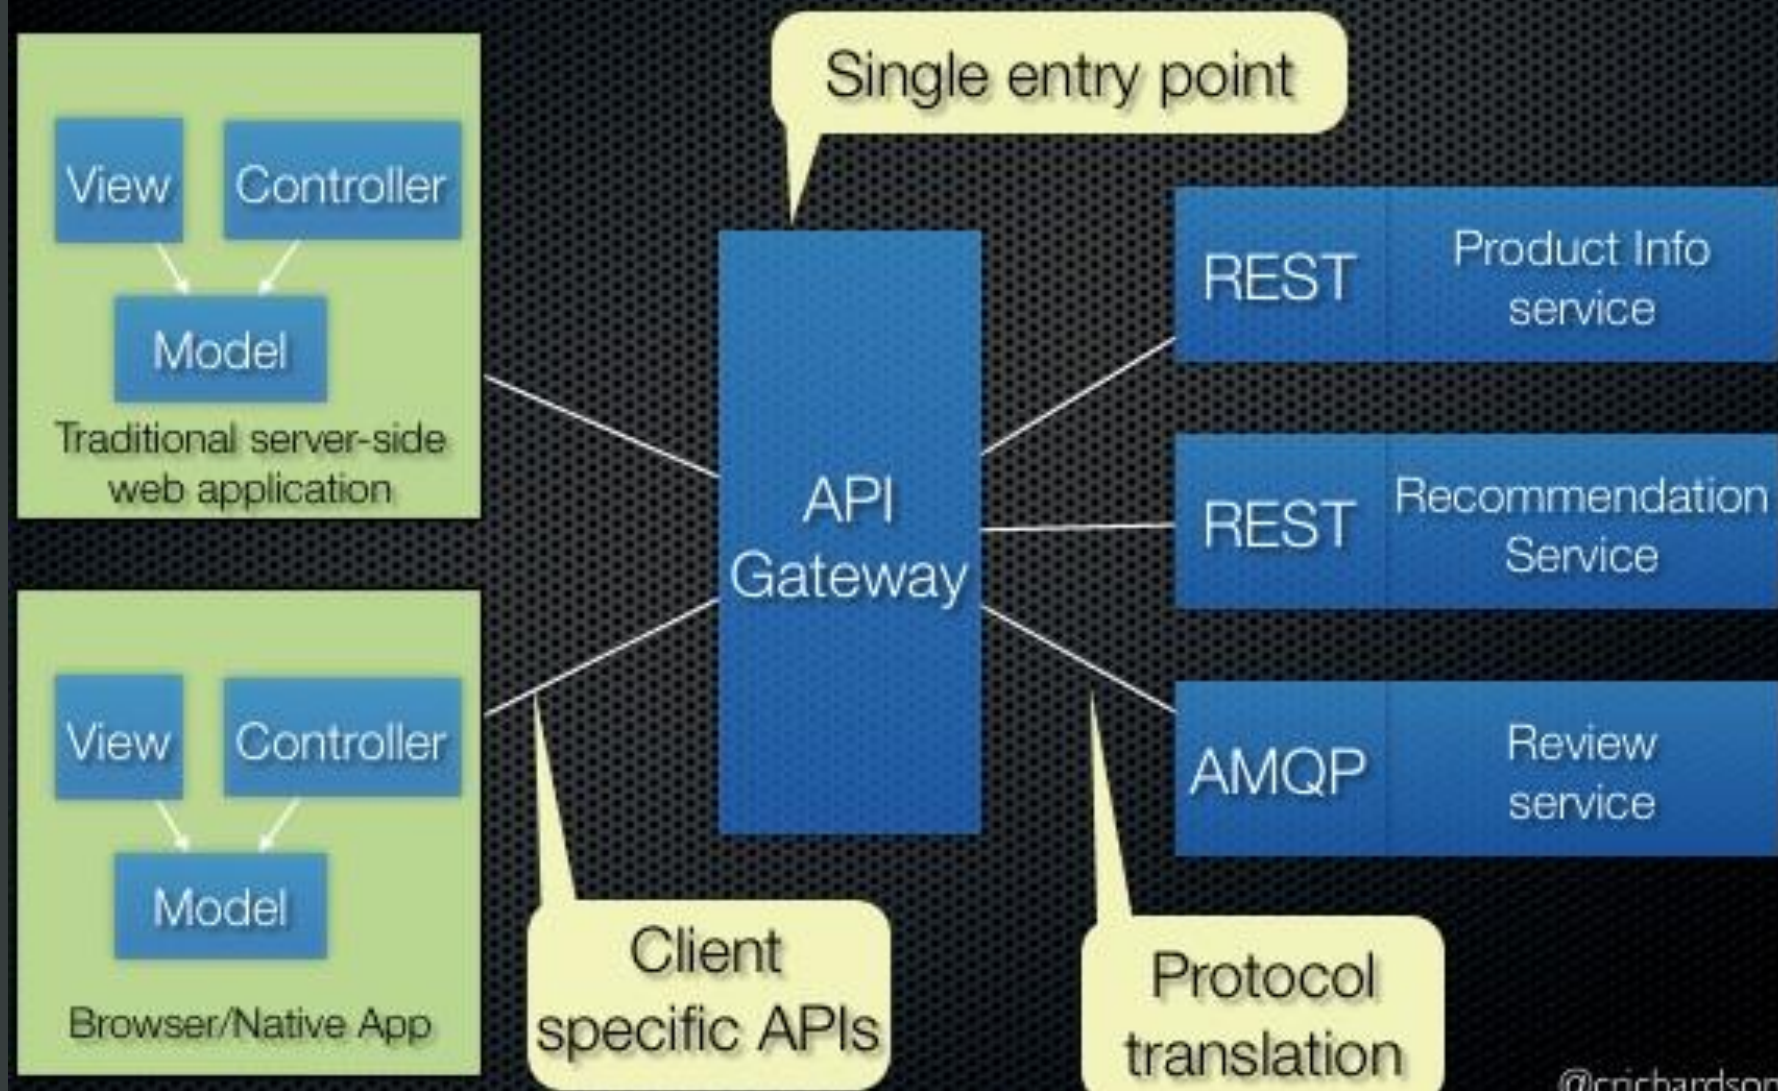 Single entry point
View
Controller
Model
Traditional server-side
web application
API
Gateway
REST
Product Info
service
REST
Recommendation
Service
AMQP
Review
service
View
Controller
Model
Browser/Native App
Client
specific APIs
Protocol
translation
@crichardson